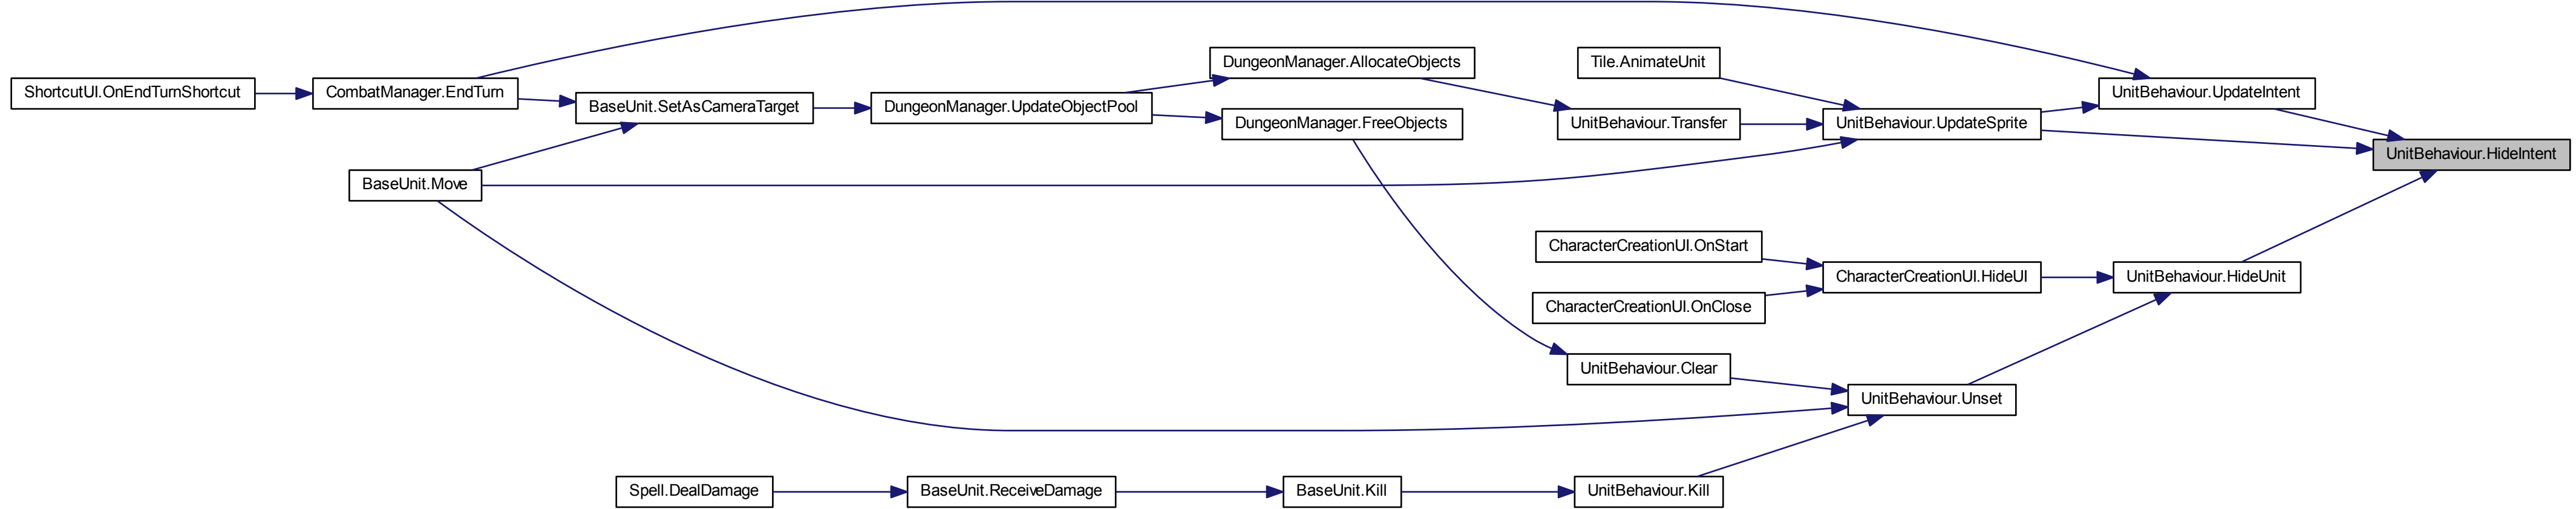 DungeonManager.AllocateObjects
Tile.AnimateUnit
ShortcutUI.OnEndTurnShortcut
CombatManager.EndTurn
UnitBehaviour.UpdateIntent
BaseUnit.SetAsCameraTarget
DungeonManager.UpdateObjectPool
DungeonManager.FreeObjects
UnitBehaviour.Transfer
UnitBehaviour.UpdateSprite
UnitBehaviour.HideIntent
BaseUnit.Move
CharacterCreationUI.OnStart
CharacterCreationUI.HideUI
UnitBehaviour.HideUnit
CharacterCreationUI.OnClose
UnitBehaviour.Clear
UnitBehaviour.Unset
Spell.DealDamage
BaseUnit.ReceiveDamage
BaseUnit.Kill
UnitBehaviour.Kill